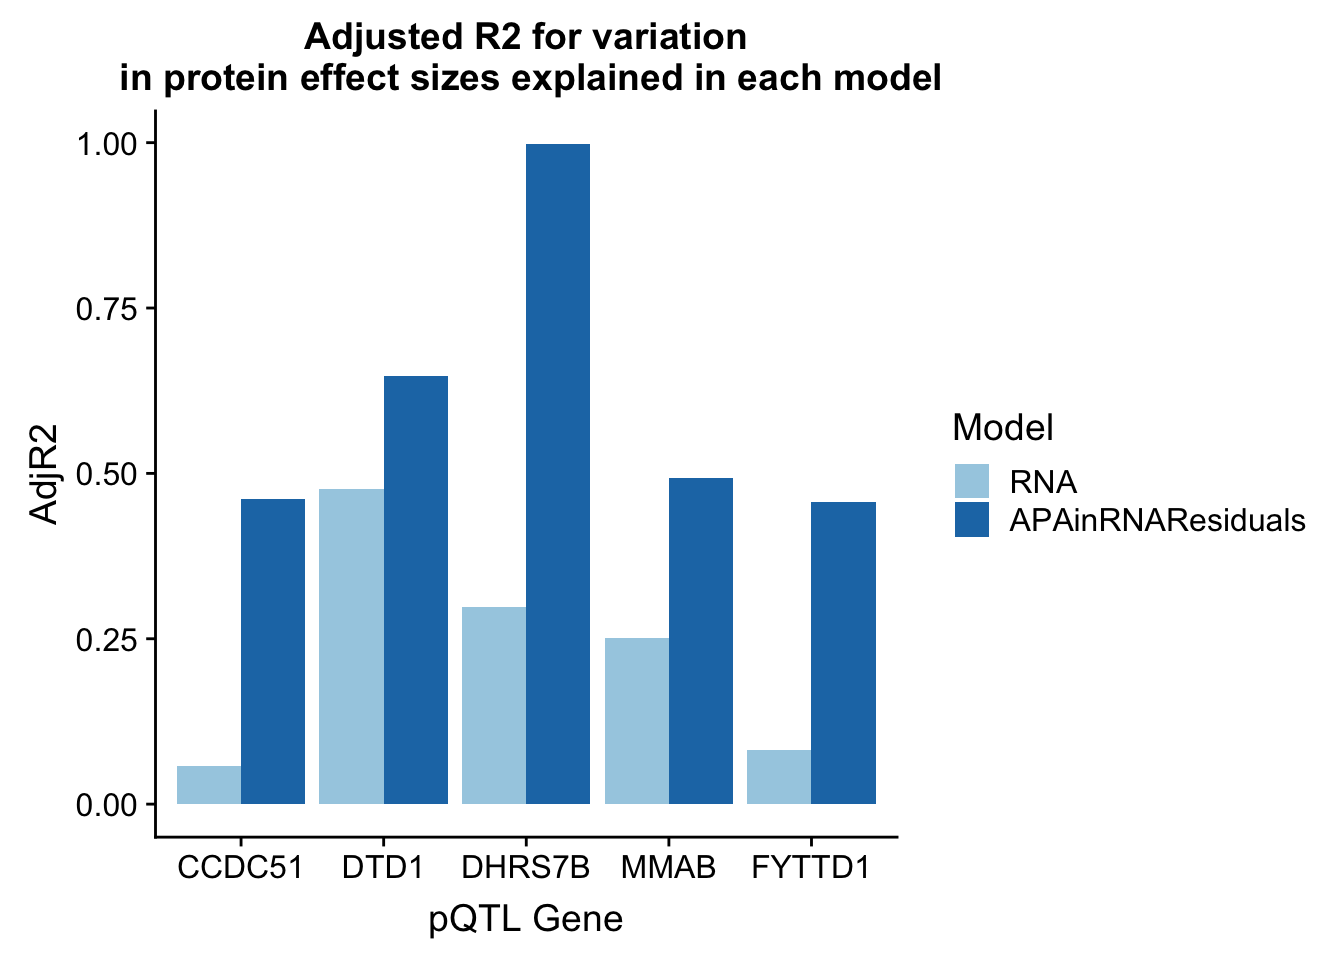 Adjusted R2 for variation
in protein effect sizes explained in each model
1.00
0.75
0.50
0.25
0.00
AdjR2
CCDC51 DTD1 DHRS7B MMAB FYTTD1
pQTL Gene
Model
RNA
APAinRNAResiduals